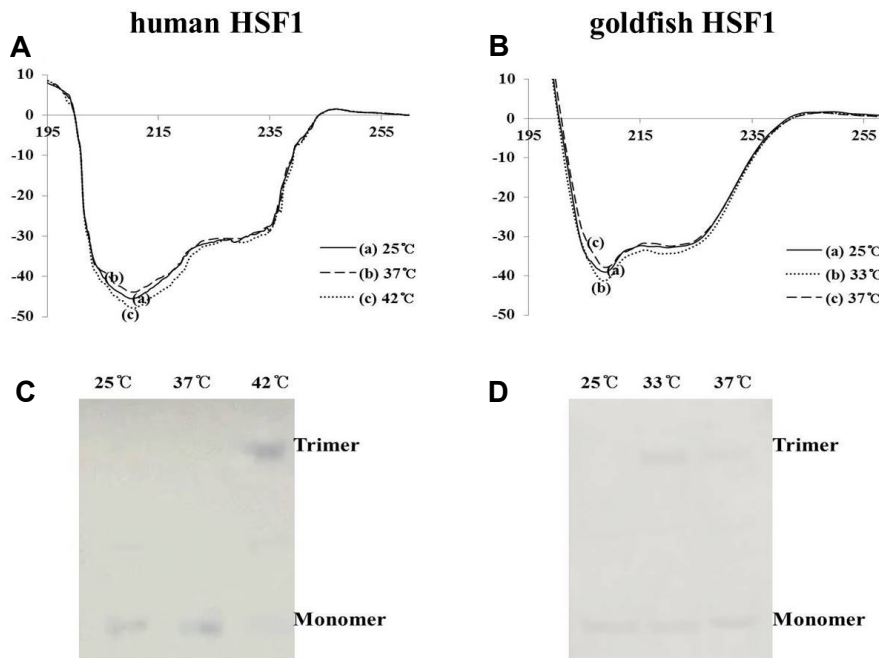 human HSF1
goldfish HSF1
A
10
0
195
215
235
255
-10
-20
-30
-40
-50
(b)
(a)
(c)
(a) 25℃
(b) 37℃
(c) 42℃
B
10
0
195
215
235
255
-10
-20
-30
-40
-50
(c)
(a)
(b)
(a) 25℃
(b) 33℃
(c) 37℃
C
25℃ 37℃ 42℃
Trimer
Monomer
D
25℃ 33℃ 37℃
Trimer
Monomer